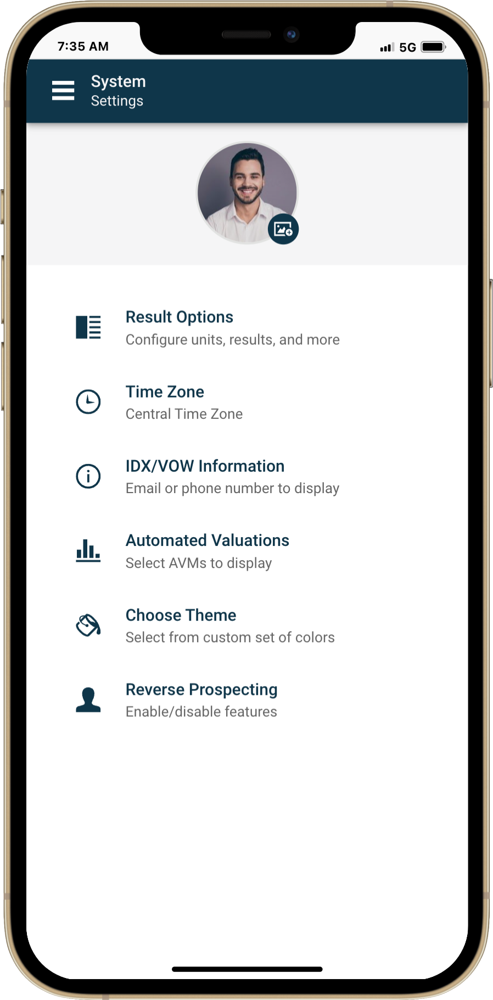 7:35 AM
5G
System
Settings
Result Options
Configure units, results, and more
Time Zone
Central Time Zone
IDX/VOW Information
Email or phone number to display
Automated Valuations
Select AVMs to display
Choose Theme
Select from custom set of colors
Reverse Prospecting
Enable/disable features